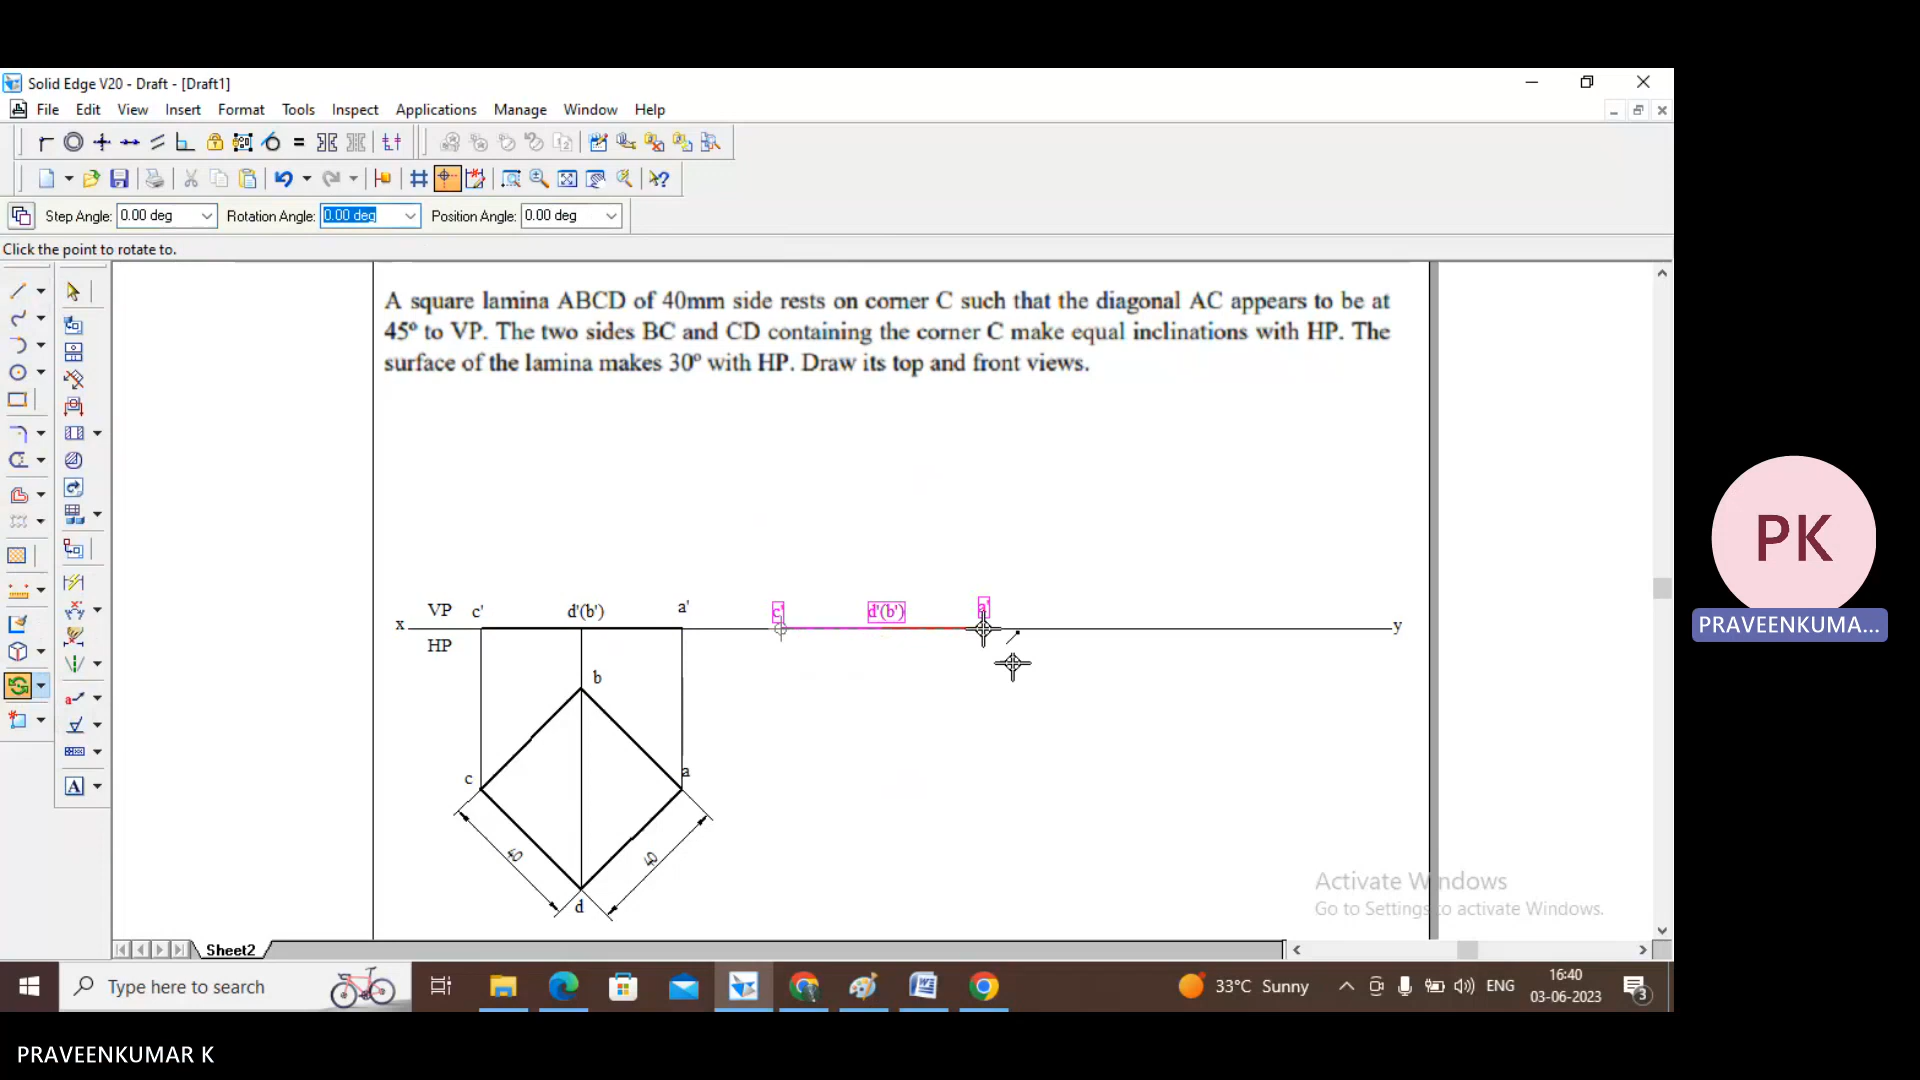 Solid Edge V20 - Draft - [Draft1]
File Edit View Insert Format Tools Inspect Applications Manage Window Help
Step Angle: 0.00 deg Rotation Angle: 0.00 deg Position Angle: 0.00 deg
Click the point to rotate to.
A square lamina ABCD of 40mm side rests on corner C such that the diagonal AC appears to be at
45º to VP. The two sides BC and CD containing the corner C make equal inclinations with HP. The
surface of the lamina makes 30º with HP. Draw its top and front views.
VP c' d'(b') a' c' d'(b') a'
x y
HP
b
c a
40 40
d
PK
PRAVEENKUMA...
Activate Windows
Go to Settings to activate Windows.
A
Sheet2
Type here to search
33°C Sunny
ENG
16:40
03-06-2023
3
PRAVEENKUMAR K